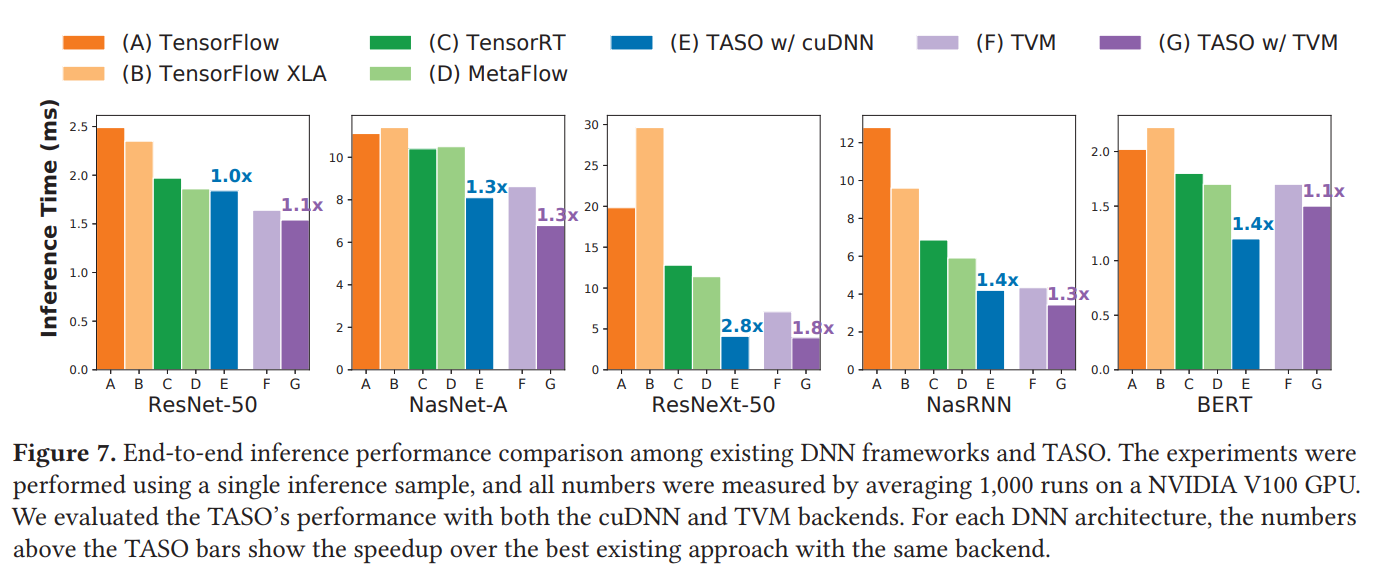 (A) TensorFlow
(B) TensorFlow XLA
(C) TensorRT
(D) MetaFlow
(E) TASO w/ cuDNN
(F) TVM
(G) TASO w/ TVM
Inference Time (ms)
2.5
2.0
1.5
1.0
0.5
0.0
1.0x
1.1x
A B C D E F G
ResNet-50
10
8
6
4
2
0
1.3x
1.3x
A B C D E F G
NasNet-A
30
25
20
15
10
5
0
2.8x
1.8x
A B C D E F G
ResNeXt-50
12
10
8
6
4
2
0
1.4x
1.3x
A B C D E F G
NasRNN
2.0
1.5
1.0
0.5
0.0
1.4x
1.1x
A B C D E F G
BERT
Figure 7. End-to-end inference performance comparison among existing DNN frameworks and TASO. The experiments were
performed using a single inference sample, and all numbers were measured by averaging 1,000 runs on a NVIDIA V100 GPU.
We evaluated the TASO's performance with both the cuDNN and TVM backends. For each DNN architecture, the numbers
above the TASO bars show the speedup over the best existing approach with the same backend.